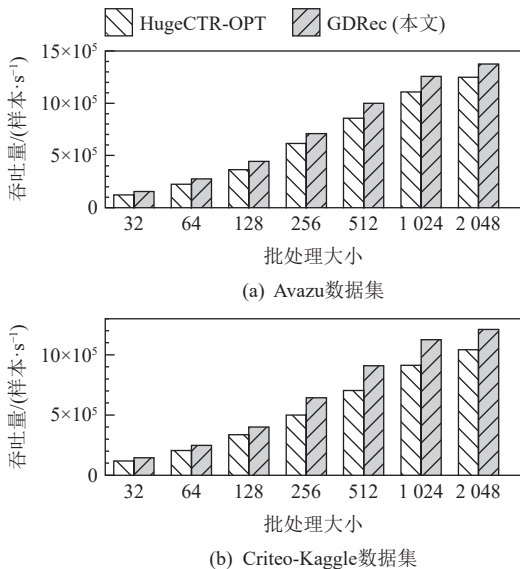 HugeCTR-OPT GDRec (本文)
吞吐量/(样本·s⁻¹)
15×10⁵
10×10⁵
5×10⁵
0
32 64 128 256 512 1 024 2 048
批处理大小
(a) Avazu数据集
吞吐量/(样本·s⁻¹)
10×10⁵
5×10⁵
0
32 64 128 256 512 1 024 2 048
批处理大小
(b) Criteo-Kaggle数据集